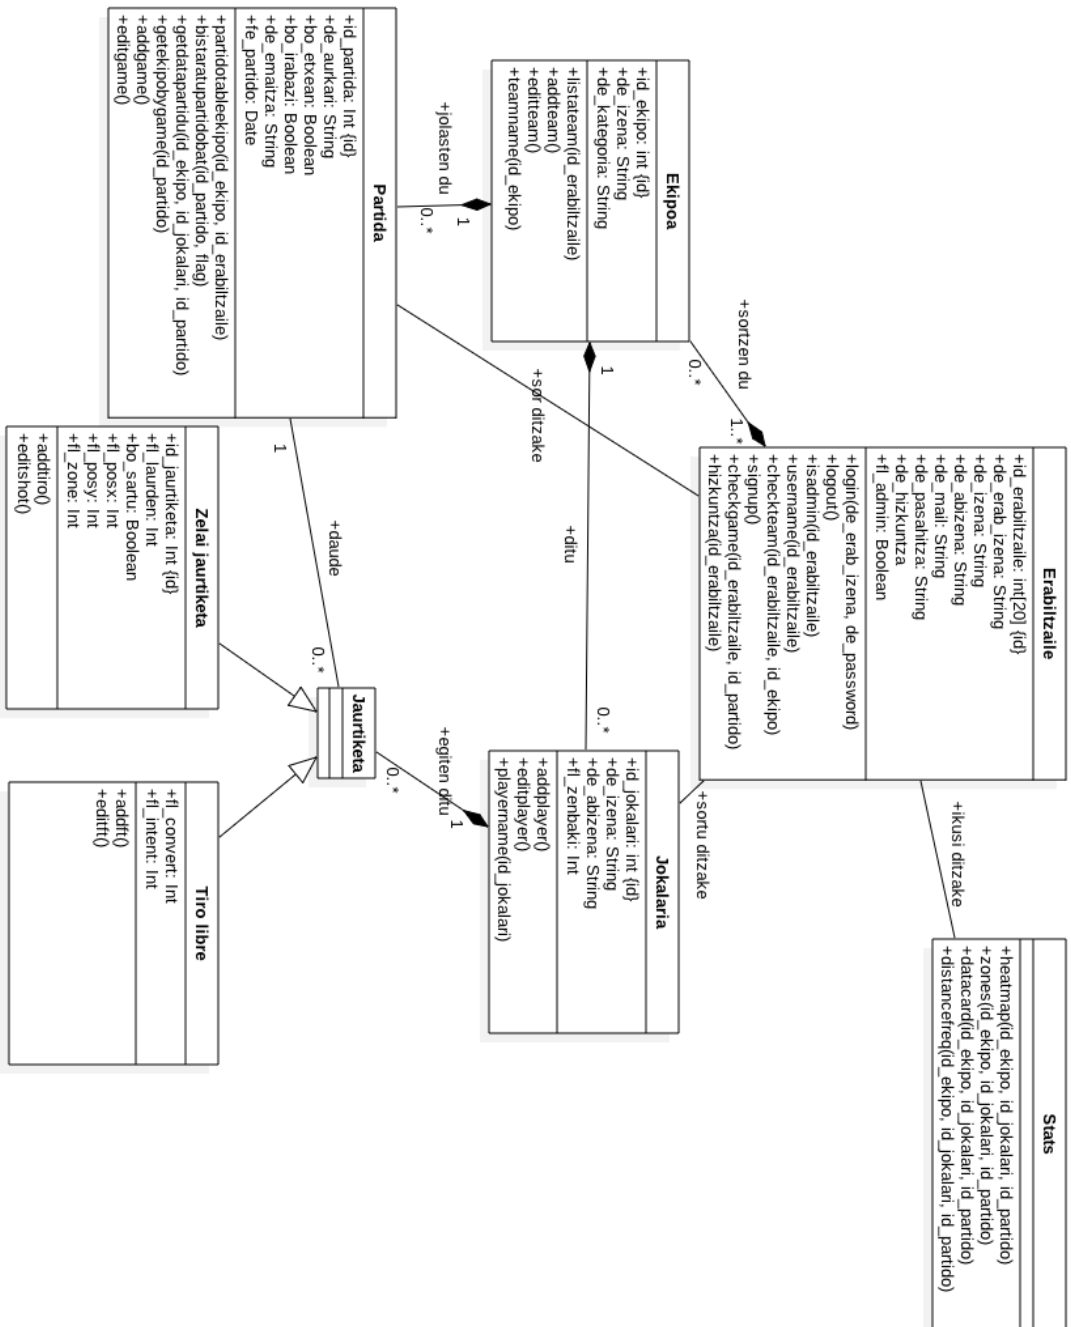 Erabiltzaile
+id_erabiltzaile: int[20] {id}
+de_erab_izena: String
+de_izena: String
+de_abizena: String
+de_mail: String
+de_pasahitza: String
+de_hizkuntza
+fl_admin: Boolean
+login(de_erab_izena, de_password)
+logout()
+isadmin(id_erabiltzaile)
+username(id_erabiltzaile)
+checkteam(id_erabiltzaile, id_ekipo)
+signup()
+checkgame(id_erabiltzaile, id_partido)
+hizkuntza(id_erabiltzaile)
Stats
+heatmap(id_ekipo, id_jokalari, id_partido)
+zones(id_ekipo, id_jokalari, id_partido)
+datacard(id_ekipo, id_jokalari, id_partido)
+distancefreq(id_ekipo, id_jokalari, id_partido)
+ikusi ditzake
+sortzen du
1..*
0..*
+sortu ditzake
Ekipoa
+id_ekipo: int {id}
+de_izena: String
+de_kategoria: String
+listateam(id_erabiltzaile)
+addteam()
+editteam()
+teamname(id_ekipo)
1
+ditu
0..*
+sor ditzake
Jokalaria
+id_jokalari: int {id}
+de_izena: String
+de_abizena: String
+fl_zenbaki: Int
+addplayer()
+editplayer()
+playername(id_jokalari)
+jolasten du
1
0..*
1
+egiten ditu
0..*
Partida
+id_partida: Int {id}
+de_aurkari: String
+bo_etxean: Boolean
+bo_irabazi: Boolean
+de_emaitza: String
+fe_partido: Date
+partidotableekipo(id_ekipo, id_erabiltzaile)
+bistaratupartidobat(id_partido, flag)
+getdatapartidu(id_ekipo, id_jokalari, id_partido)
+getekipobygame(id_partido)
+addgame()
+editgame()
1
+daude
0..*
Jaurtiketa
Zelai jaurtiketa
+id_jaurtiketa: Int {id}
+fl_laurden: Int
+bo_sartu: Boolean
+fl_posx: Int
+fl_posy: Int
+fl_zone: Int
+addtiro()
+editshot()
Tiro libre
+fl_convert: Int
+fl_intent: Int
+addft()
+editft()